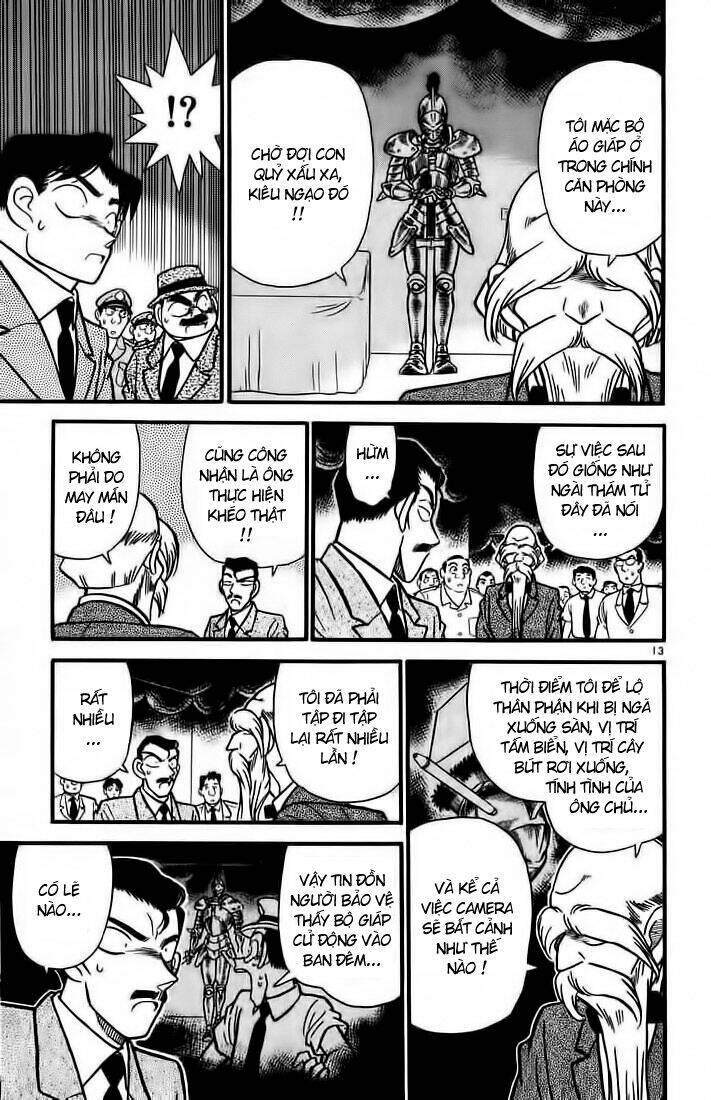 TÔI MẶC BỘ
ÁO GIÁP Ở
TRONG CHÍNH
CĂN PHÒNG
NÀY...
CHỜ ĐỢI CON
QUỶ XẤU XA,
KIÊU NGẠO ĐÓ
!!
!?
SỰ VIỆC SAU
ĐÓ GIỐNG NHƯ
NGÀI THÁM TỬ
ĐÂY ĐÃ NÓI
...
HỪM
...
CŨNG CÔNG
NHẬN LÀ ÔNG
THỰC HIỆN
KHÉO THẬT
!!
KHÔNG
PHẢI DO
MAY MẮN
ĐÂU !
13
THỜI ĐIỂM TÔI ĐỂ LỘ
THÂN PHẬN KHI BỊ NGÃ
XUỐNG SÀN, VỊ TRÍ
TẤM BIỂN, VỊ TRÍ CÂY
BÚT RƠI XUỐNG,
TÍNH TÌNH CỦA
ÔNG CHỦ...
VÀ KỂ CẢ
VIỆC CAMERA
SẼ BẮT CẢNH
NHƯ THẾ
NÀO !
TÔI ĐÃ PHẢI
TẬP ĐI TẬP
LẠI RẤT NHIỀU
LẦN !
RẤT
NHIỀU
...
VẬY TIN ĐỒN
NGƯỜI BẢO VỆ
THẤY BỘ GIÁP
CỬ ĐỘNG VÀO
BAN ĐÊM...
CÓ LẼ
NÀO...